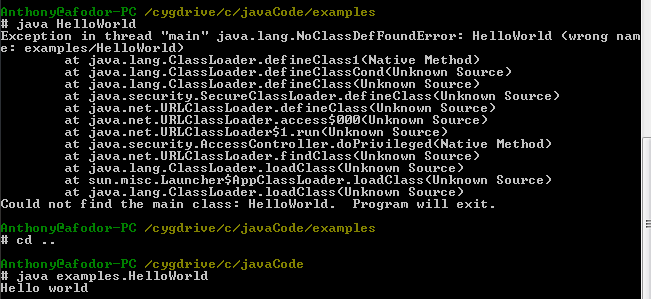 Anthony@afodor-PC /cygdrive/c/javaCode/examples
# java HelloWorld
Exception in thread "main" java.lang.NoClassDefFoundError: HelloWorld (wrong nam
e: examples/HelloWorld)
at java.lang.ClassLoader.defineClass1(Native Method)
at java.lang.ClassLoader.defineClassCond(Unknown Source)
at java.lang.ClassLoader.defineClass(Unknown Source)
at java.security.SecureClassLoader.defineClass(Unknown Source)
at java.net.URLClassLoader.defineClass(Unknown Source)
at java.net.URLClassLoader.access$000(Unknown Source)
at java.net.URLClassLoader$1.run(Unknown Source)
at java.security.AccessController.doPrivileged(Native Method)
at java.net.URLClassLoader.findClass(Unknown Source)
at java.lang.ClassLoader.loadClass(Unknown Source)
at sun.misc.Launcher$AppClassLoader.loadClass(Unknown Source)
at java.lang.ClassLoader.loadClass(Unknown Source)
Could not find the main class: HelloWorld.  Program will exit.
Anthony@afodor-PC /cygdrive/c/javaCode/examples
# cd ..
Anthony@afodor-PC /cygdrive/c/javaCode
# java examples.HelloWorld
Hello world